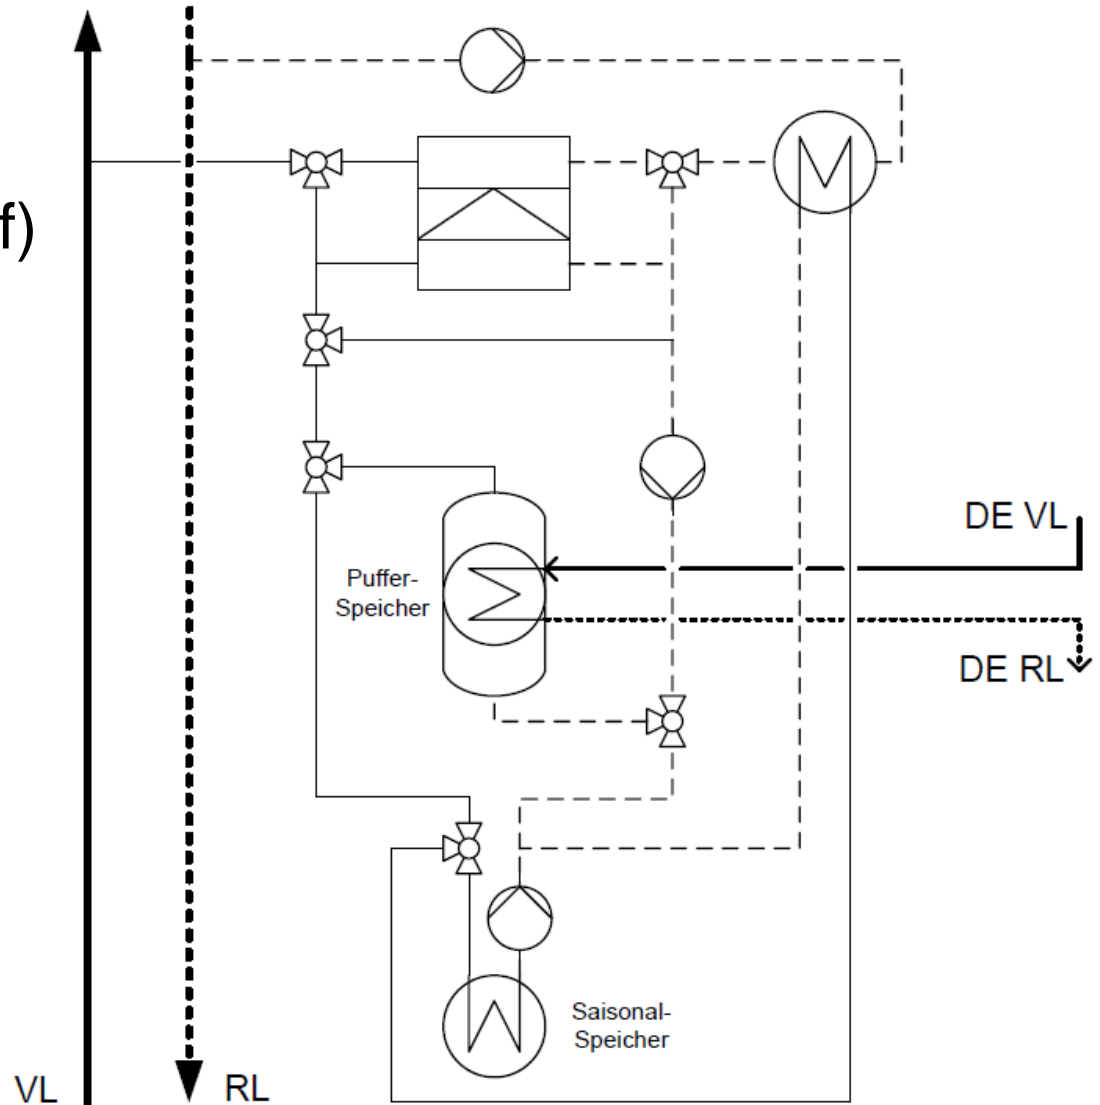 f)
DE VL
Puffer-
Speicher
DE RL
Saisonal-
Speicher
VL
RL